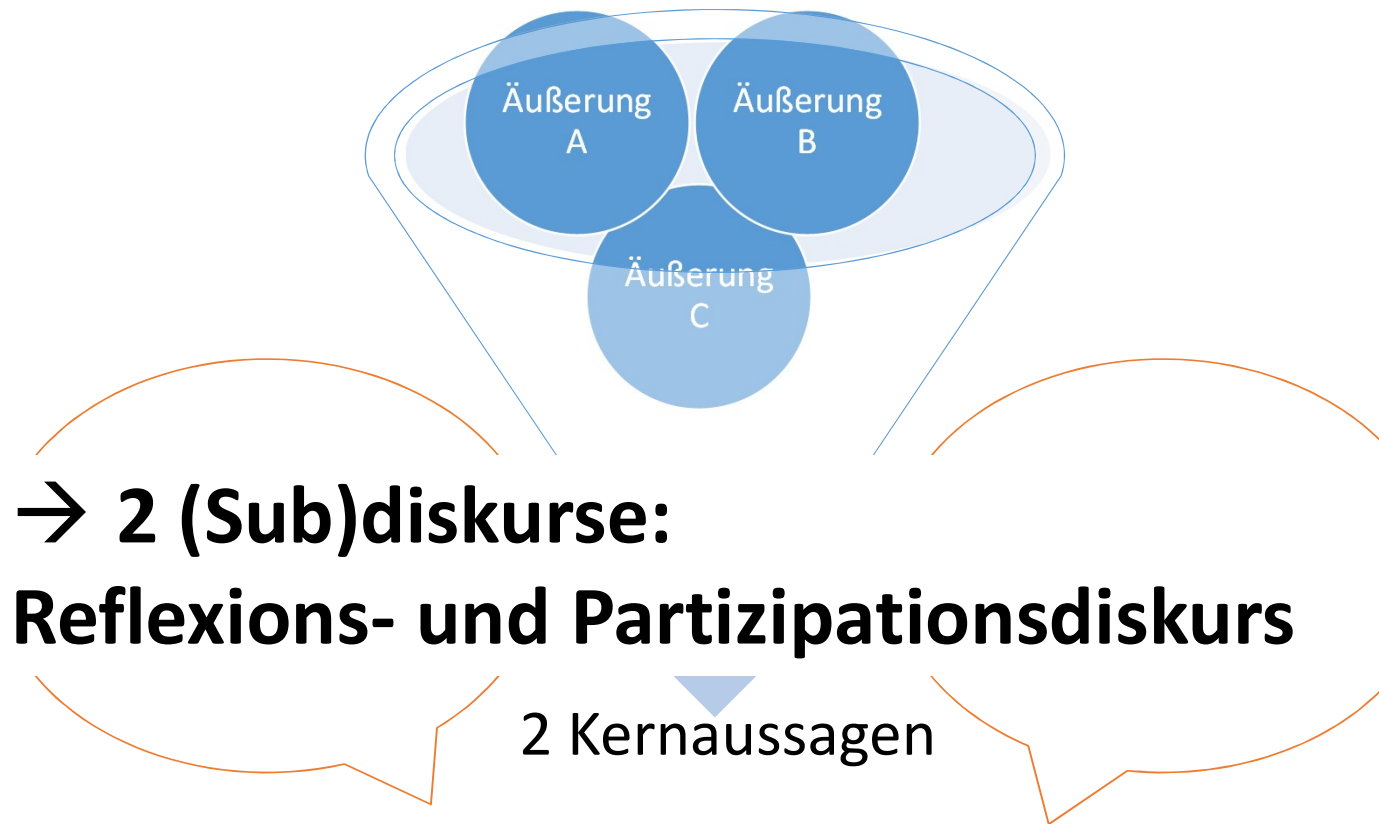 Äußerung
A
Äußerung
B
Äußerung
C
→ 2 (Sub)diskurse:
Reflexions- und Partizipationsdiskurs
2 Kernaussagen